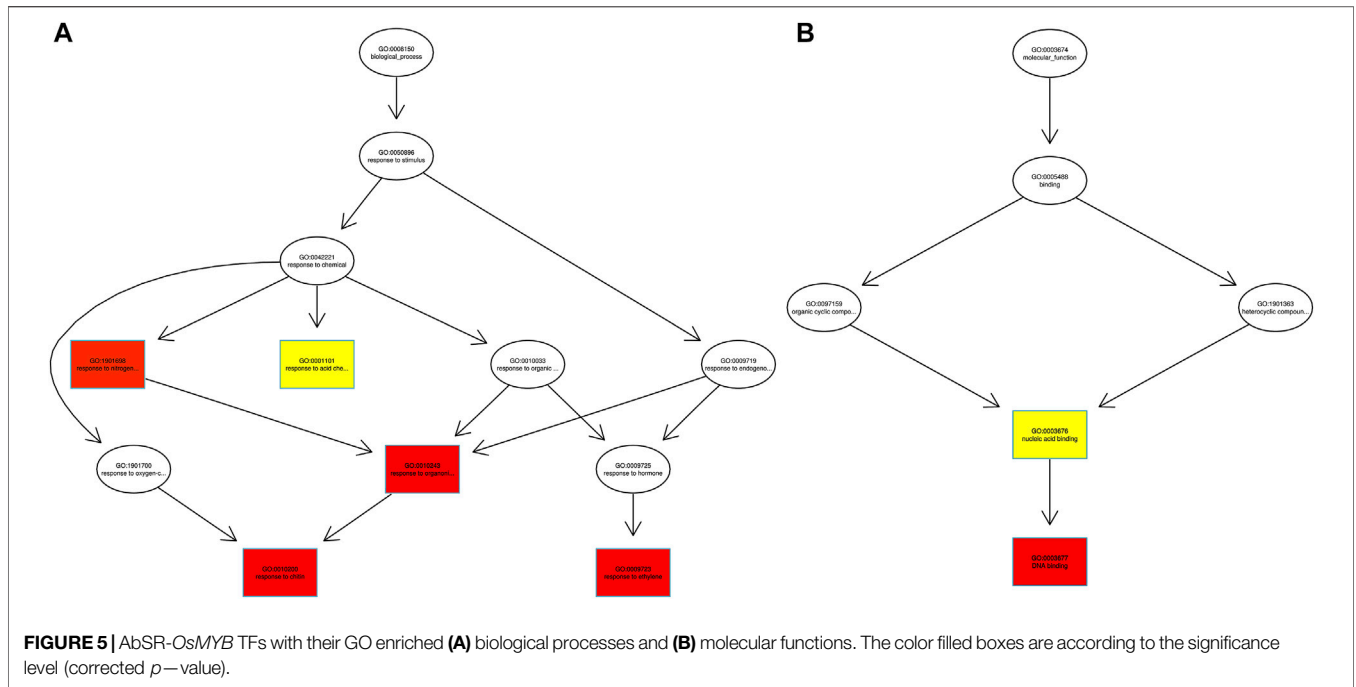 A
B
GO:0008150
biological_process
GO:0003674
molecular_function
GO:0050896
response to stimulus
GO:0005488
binding
GO:0042221
response to chemical
GO:0097159
organic cyclic compo...
GO:1901363
heterocyclic compoun...
GO:1901698
response to nitrogen...
GO:0001101
response to acid che...
GO:0010033
response to organic ...
GO:0009719
response to endogeno...
GO:0003676
nucleic acid binding
GO:1901700
response to oxygen-c...
GO:0010243
response to organoni...
GO:0009725
response to hormone
GO:0010200
response to chitin
GO:0009723
response to ethylene
GO:0003677
DNA binding
FIGURE 5 | AbSR-OsMYB TFs with their GO enriched (A) biological processes and (B) molecular functions. The color filled boxes are according to the significance
level (corrected p—value).